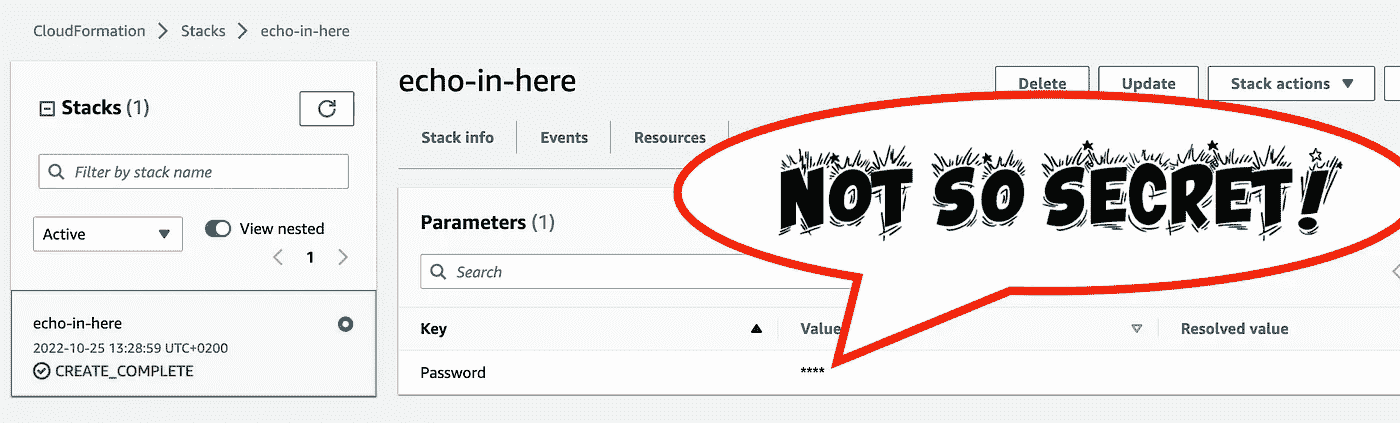 CloudFormation > Stacks > echo-in-here
Stacks (1)
Filter by stack name
Active
View nested
1
echo-in-here
2022-10-25 13:28:59 UTC+0200
CREATE_COMPLETE
echo-in-here
Delete Update Stack actions
Stack info Events Resources
NOT SO SECRET!
Parameters (1)
Search
Key Value Resolved value
Password ****